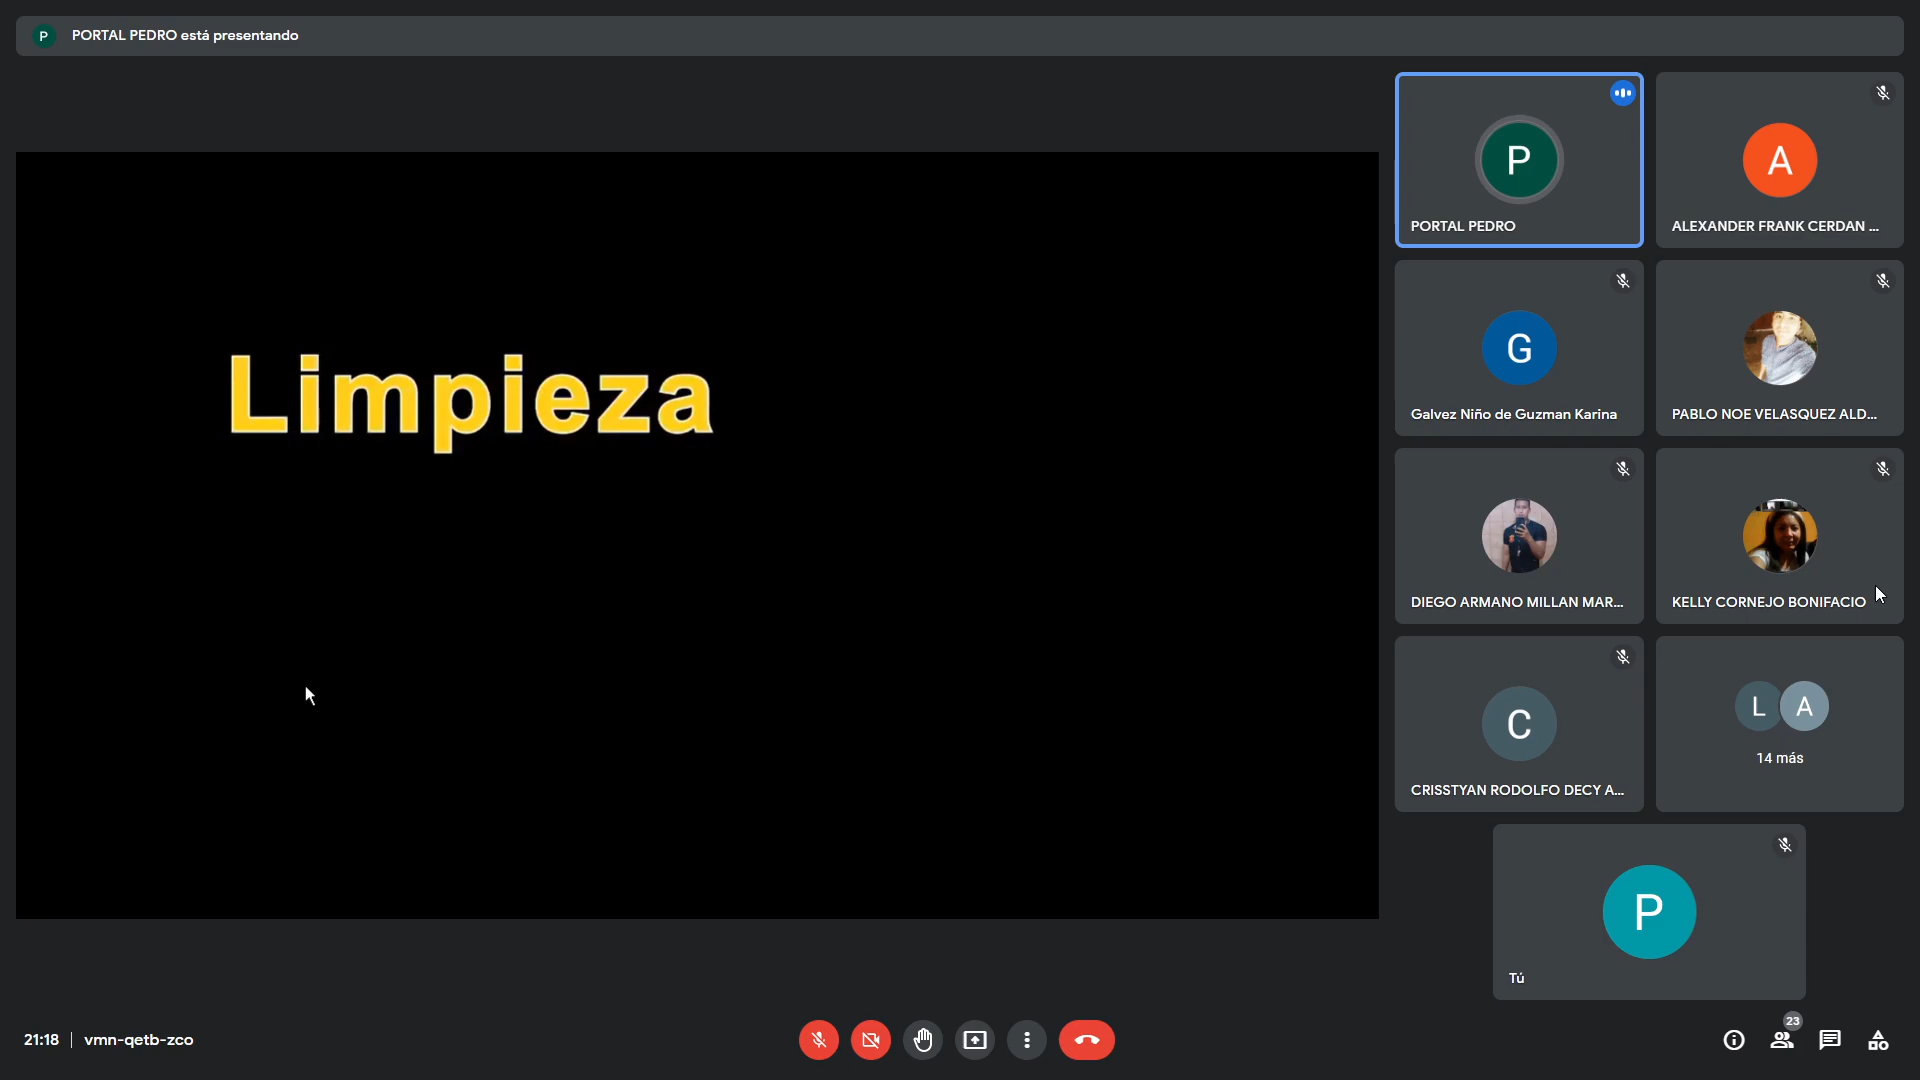 P
PORTAL PEDRO está presentando
Limpieza
P
PORTAL PEDRO
A
ALEXANDER FRANK CERDAN ...
G
Galvez Niño de Guzman Karina
PABLO NOE VELASQUEZ ALD...
DIEGO ARMANO MILLAN MAR...
KELLY CORNEJO BONIFACIO
C
CRISSTYAN RODOLFO DECY A...
L A
14 más
P
Tú
21:18 | vmn-qetb-zco
23